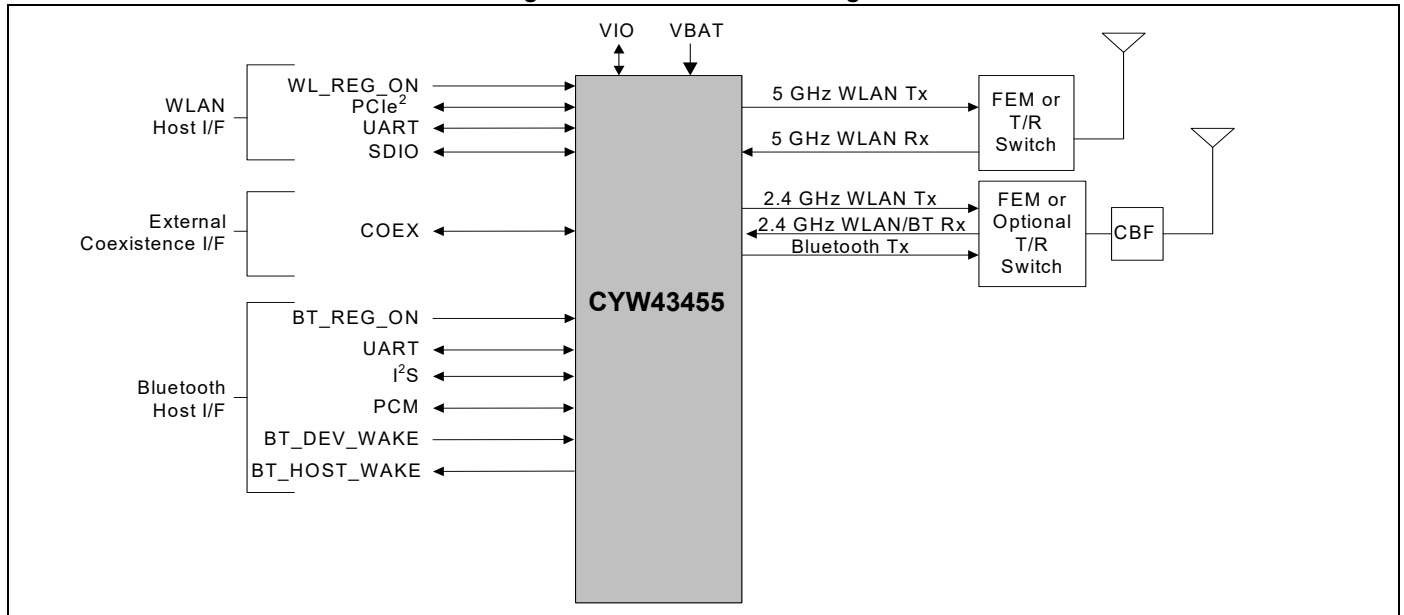 VIO VBAT
WLAN
Host I/F
WL_REG_ON
PCIe²
UART
SDIO
External
Coexistence I/F
COEX
Bluetooth
Host I/F
BT_REG_ON
UART
I²S
PCM
BT_DEV_WAKE
BT_HOST_WAKE
CYW43455
5 GHz WLAN Tx
5 GHz WLAN Rx
FEM or
T/R
Switch
2.4 GHz WLAN Tx
2.4 GHz WLAN/BT Rx
Bluetooth Tx
FEM or
Optional
T/R
Switch
CBF